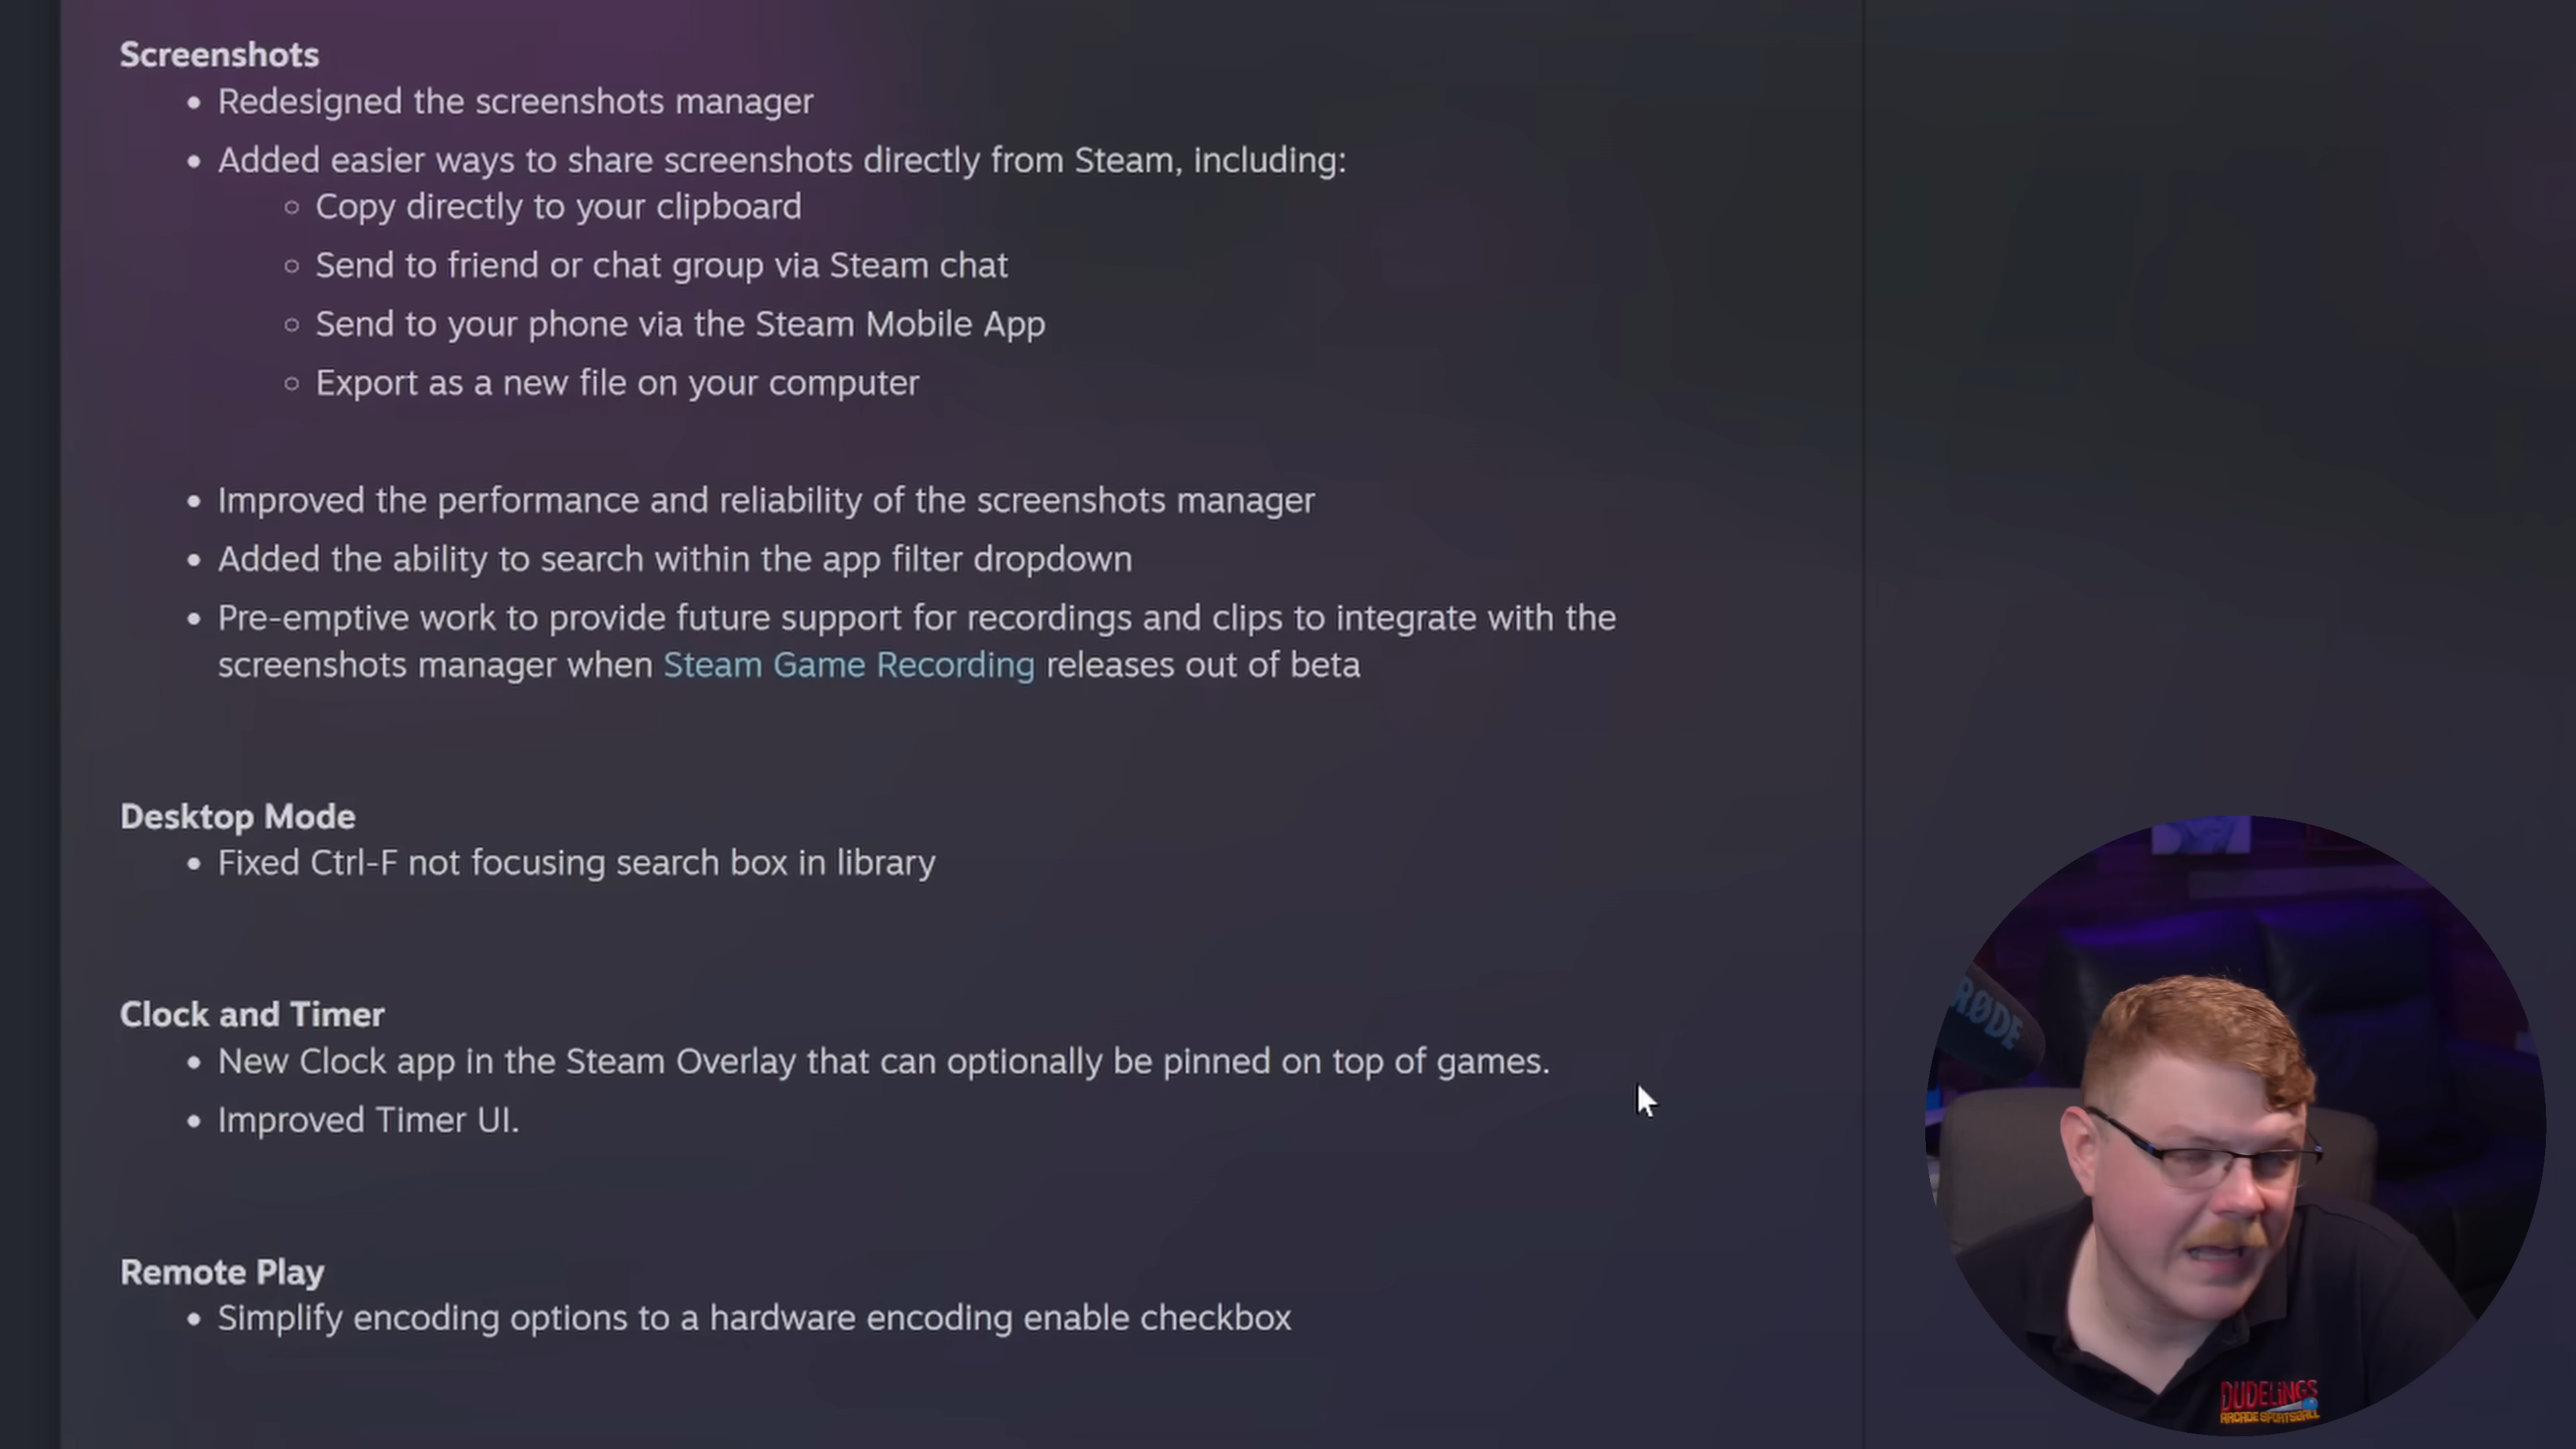 Screenshots
• Redesigned the screenshots manager
• Added easier ways to share screenshots directly from Steam, including:
○ Copy directly to your clipboard
○ Send to friend or chat group via Steam chat
○ Send to your phone via the Steam Mobile App
○ Export as a new file on your computer
• Improved the performance and reliability of the screenshots manager
• Added the ability to search within the app filter dropdown
• Pre-emptive work to provide future support for recordings and clips to integrate with the
screenshots manager when Steam Game Recording releases out of beta
Desktop Mode
• Fixed Ctrl-F not focusing search box in library
Clock and Timer
• New Clock app in the Steam Overlay that can optionally be pinned on top of games.
• Improved Timer UI.
Remote Play
• Simplify encoding options to a hardware encoding enable checkbox
RØDE
DUDELINGS
ARCADE SPORTSBALL